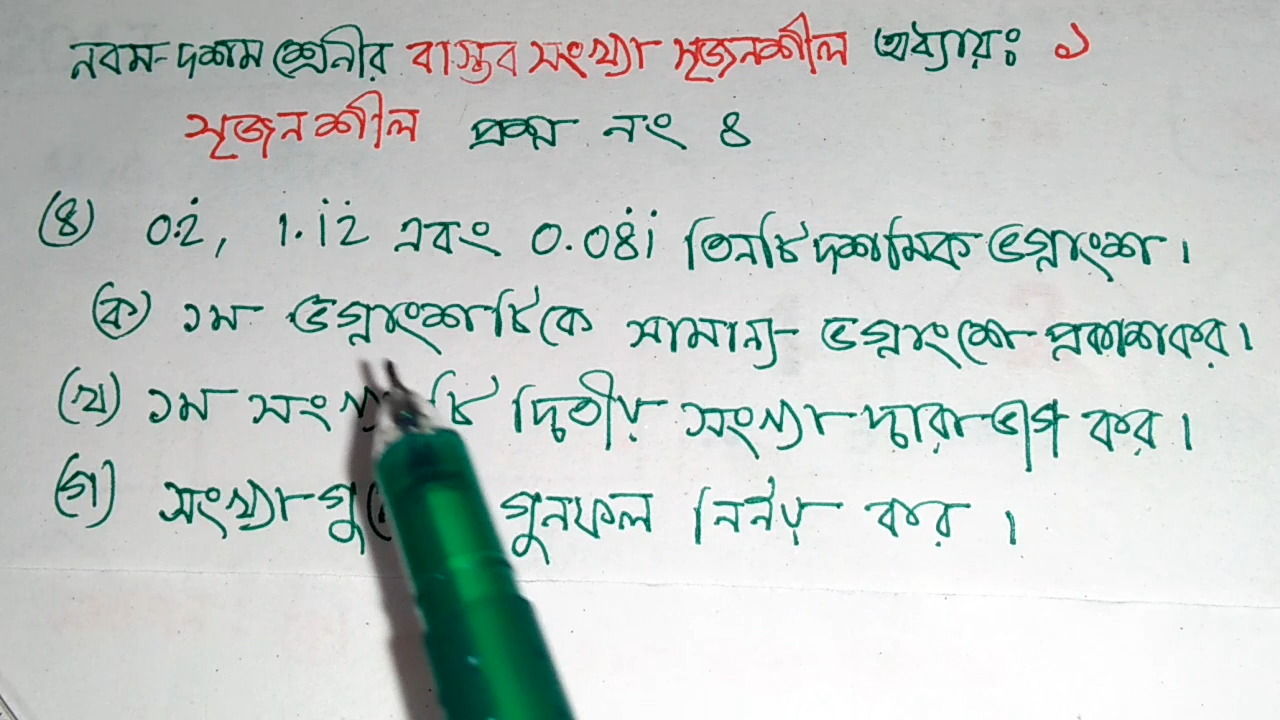 নবম-দশম শ্রেনীর বাস্তব সংখ্যা সৃজনশীল অধ্যায়ঃ ১
সৃজনশীল প্রশ্ন নং ৪
(৪) 0.2̇, 1.1̇2̇ এবং 0.08̇1̇ তিনটি দশমিক ভগ্নাংশ।
(ক) ১ম ভগ্নাংশটিকে সামান্য ভগ্নাংশে প্রকাশ কর।
(খ) ১ম দ্বিতীয় সংখ্যা দ্বারা ভাগ কর।
(গ) গুনফল নির্নয় কর।